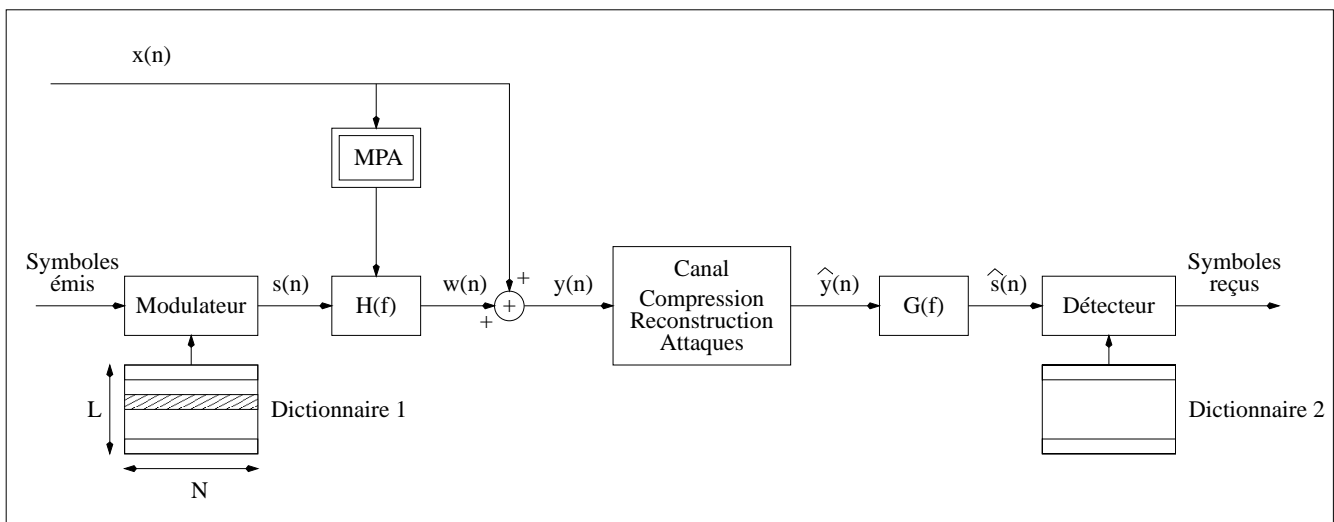 x(n)
MPA
Symboles
émis
Modulateur
s(n)
H(f)
w(n)
+
+
+
y(n)
Canal
Compression
Reconstruction
Attaques
ŷ(n)
G(f)
ŝ(n)
Détecteur
Symboles
reçus
L
Dictionnaire 1
N
Dictionnaire 2